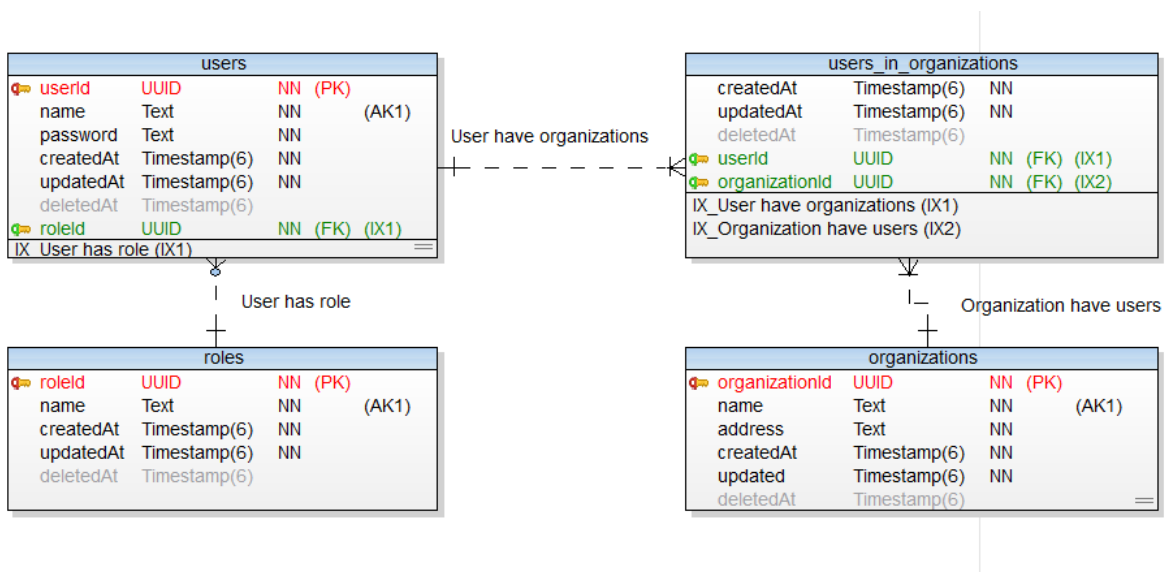 users
userId UUID NN (PK)
name Text NN (AK1)
password Text NN
createdAt Timestamp(6) NN
updatedAt Timestamp(6) NN
deletedAt Timestamp(6)
roleId UUID NN (FK) (IX1)
IX_User has role (IX1)
User have organizations
users_in_organizations
createdAt Timestamp(6) NN
updatedAt Timestamp(6) NN
deletedAt Timestamp(6)
userId UUID NN (FK) (IX1)
organizationId UUID NN (FK) (IX2)
IX_User have organizations (IX1)
IX_Organization have users (IX2)
User has role
Organization have users
roles
roleId UUID NN (PK)
name Text NN (AK1)
createdAt Timestamp(6) NN
updatedAt Timestamp(6) NN
deletedAt Timestamp(6)
organizations
organizationId UUID NN (PK)
name Text NN (AK1)
address Text NN
createdAt Timestamp(6) NN
updated Timestamp(6) NN
deletedAt Timestamp(6)